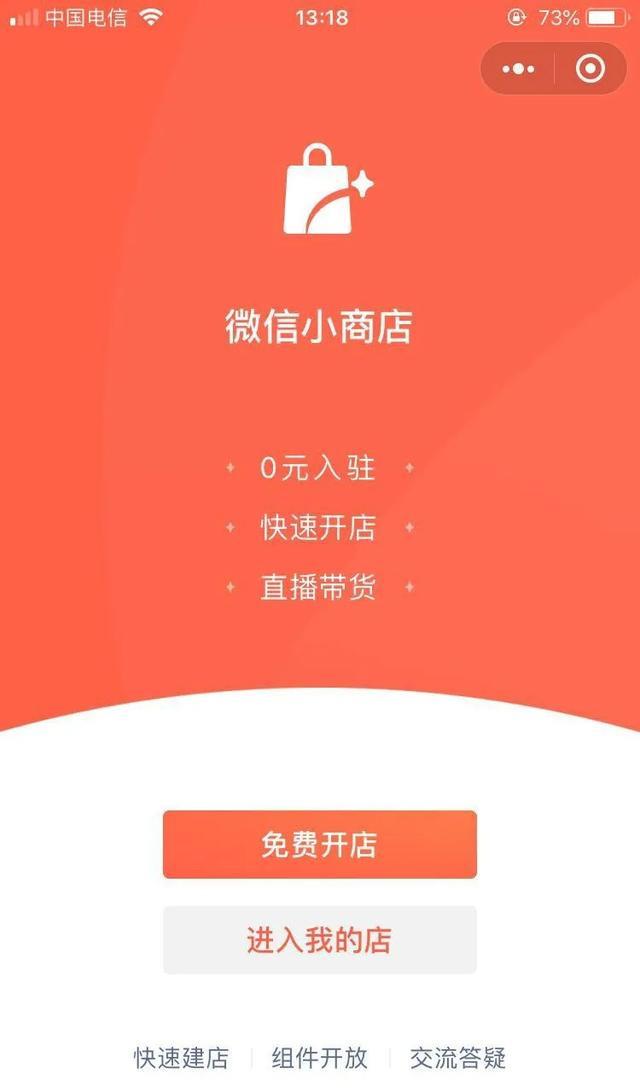 中国电信 13:18 73%
微信小商店
0元入驻
快速开店
直播带货
免费开店
进入我的店
快速建店 组件开放 交流答疑